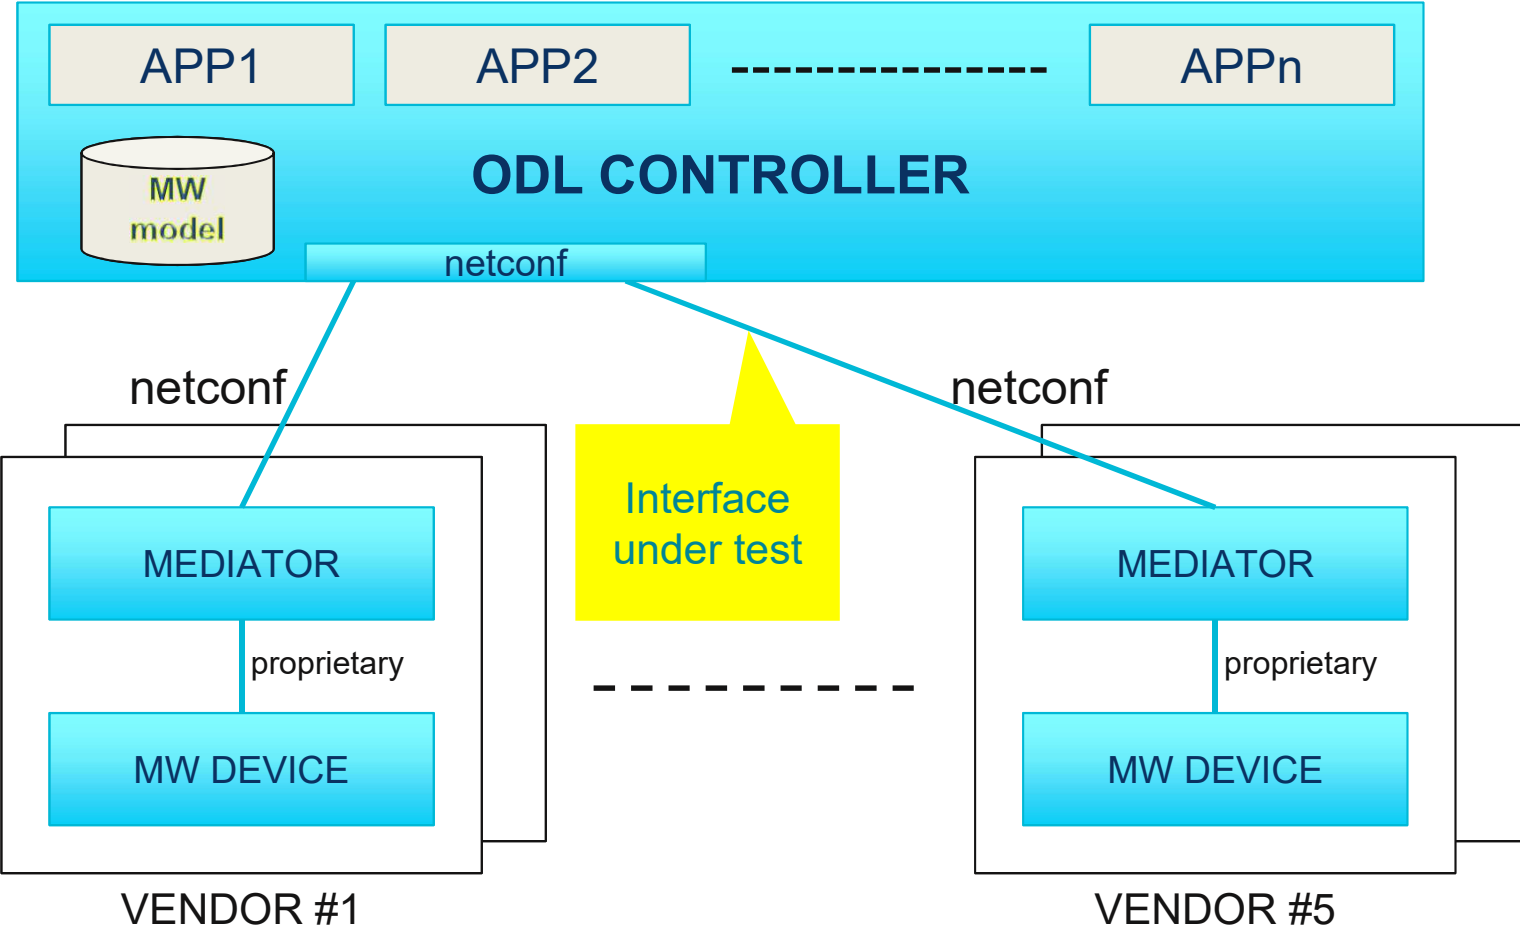 APP1
APP2
APPn
ODL CONTROLLER
MW
model
netconf
netconf
netconf
Interface
under test
MEDIATOR
MEDIATOR
proprietary
proprietary
MW DEVICE
MW DEVICE
VENDOR #1
VENDOR #5